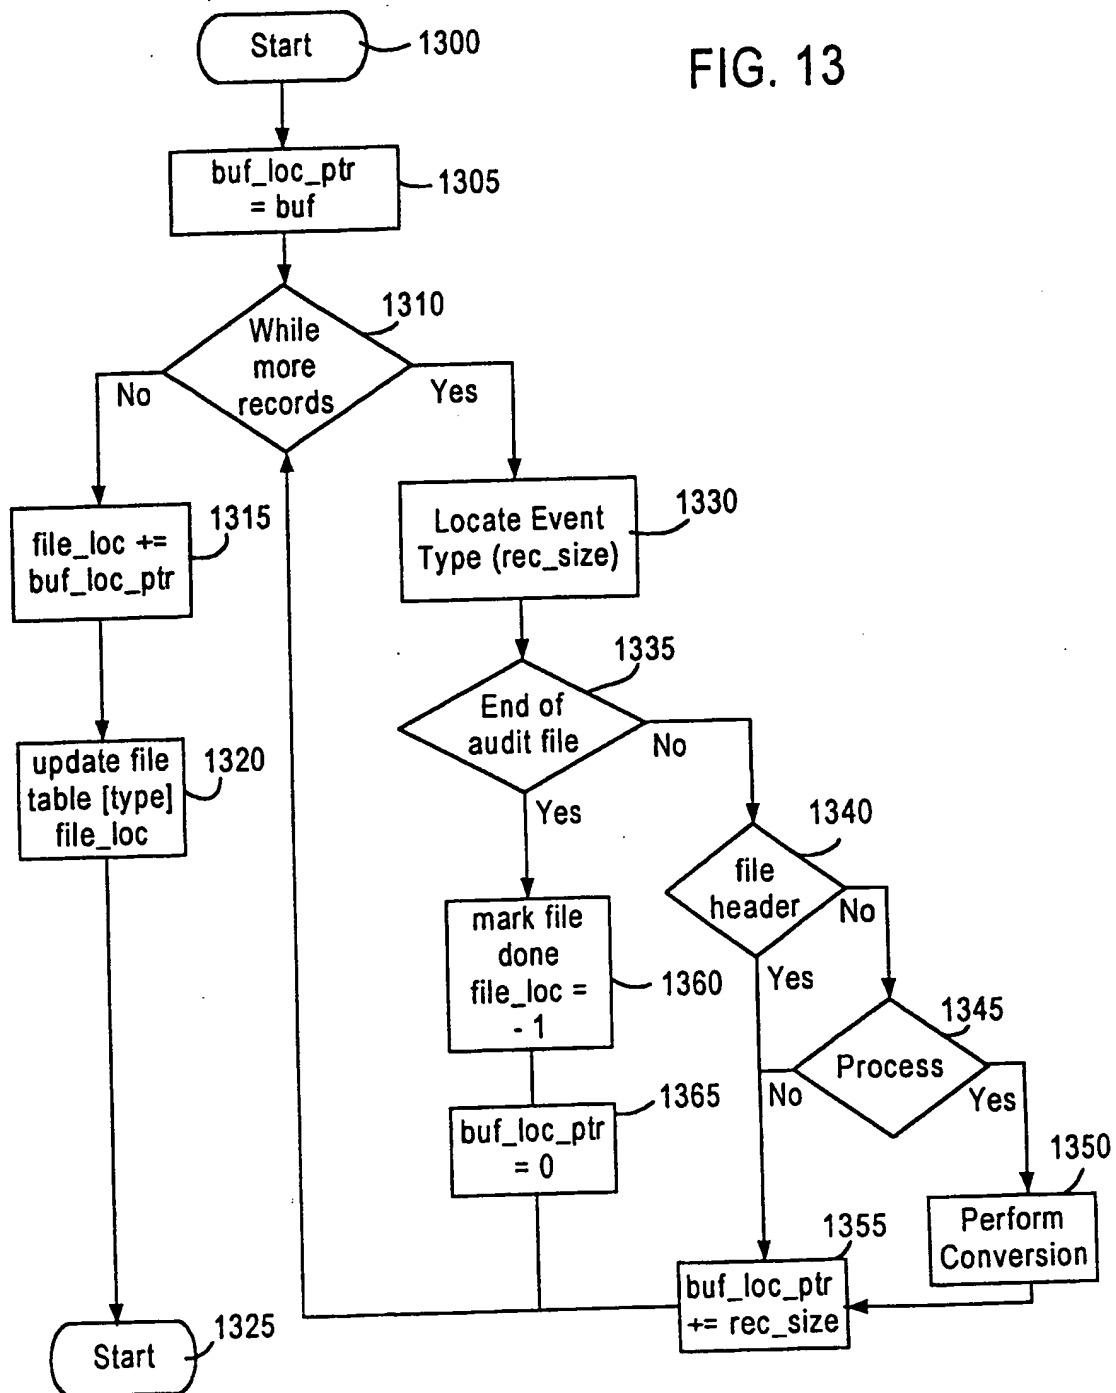 Start
1300
FIG. 13
buf_loc_ptr
= buf
1305
While
more
records
1310
No
Yes
file_loc +=
buf_loc_ptr
1315
Locate Event
Type (rec_size)
1330
End of
audit file
1335
No
Yes
update file
table [type]
file_loc
1320
file
header
1340
No
Yes
mark file
done
file_loc =
- 1
1360
Process
1345
No
Yes
buf_loc_ptr
= 0
1365
Perform
Conversion
1350
buf_loc_ptr
+= rec_size
1355
Start
1325